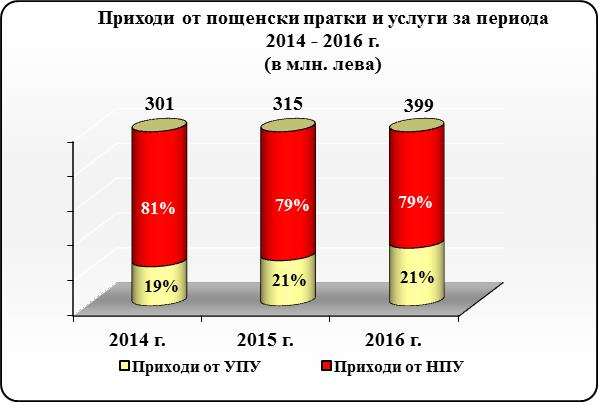 Приходи от пощенски пратки и услуги за периода
2014 - 2016 г.
(в млн. лева)
301 315 399
81% 79% 79%
19% 21% 21%
2014 г. 2015 г. 2016 г.
Приходи от УПУ Приходи от НПУ